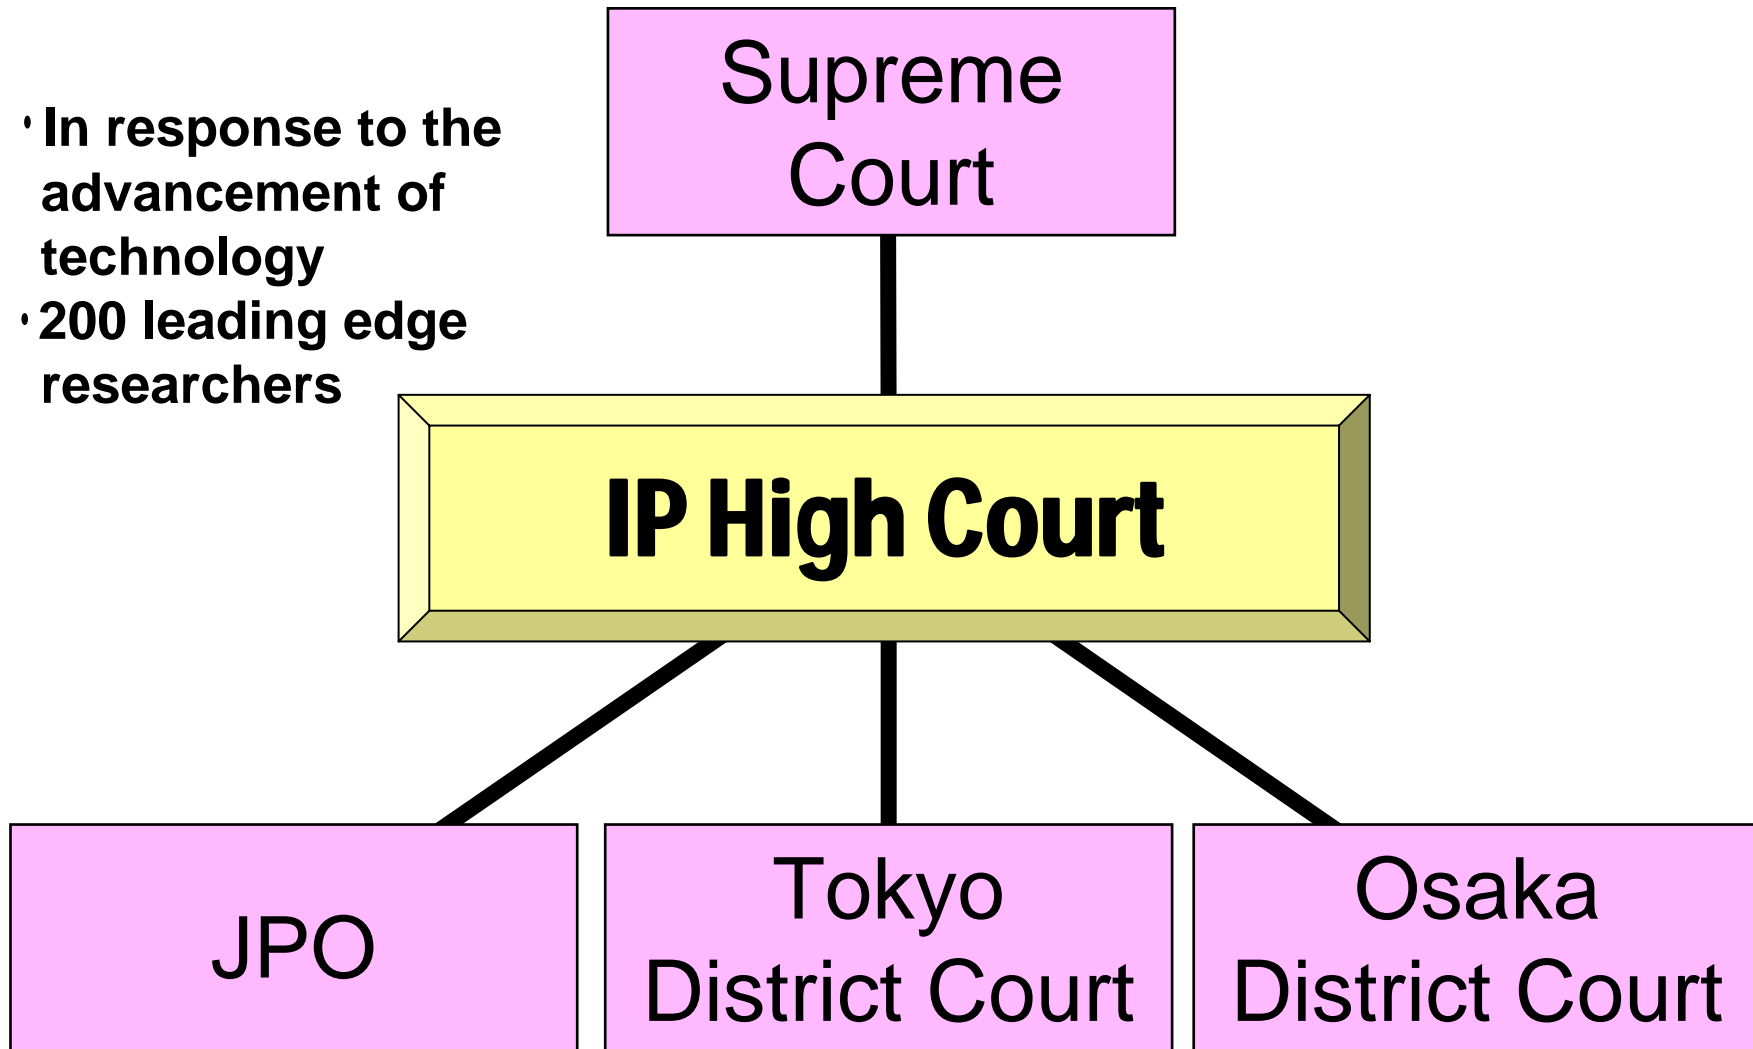 Supreme
Court
・In response to the
advancement of
technology
・200 leading edge
researchers
IP High Court
JPO
Tokyo
District Court
Osaka
District Court